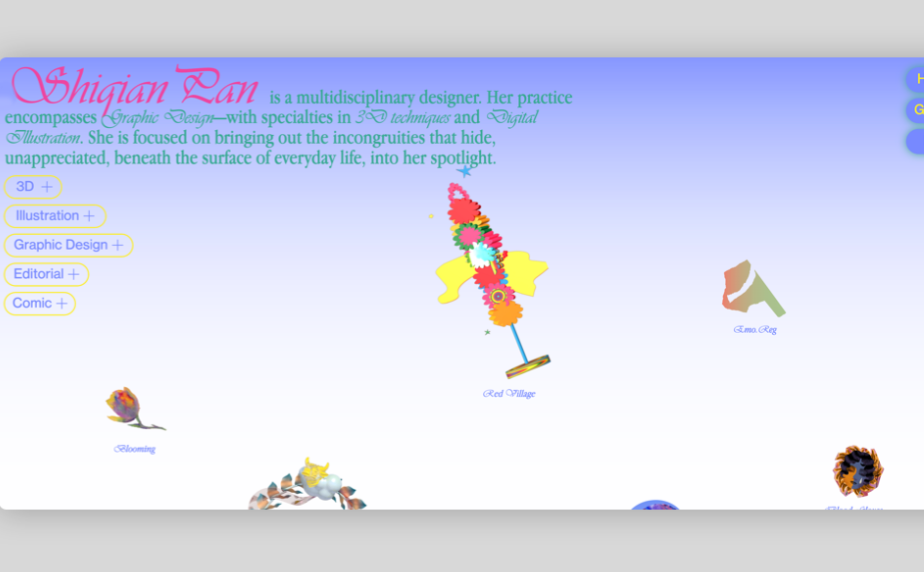 Shiqian Pan is a multidisciplinary designer. Her practice
encompasses Graphic Design—with specialties in 3D techniques and Digital
Illustration. She is focused on bringing out the incongruities that hide,
unappreciated, beneath the surface of everyday life, into her spotlight.
H
G
3D +
Illustration +
Graphic Design +
Editorial +
Comic +
Emo.Reg
Red Village
Blooming